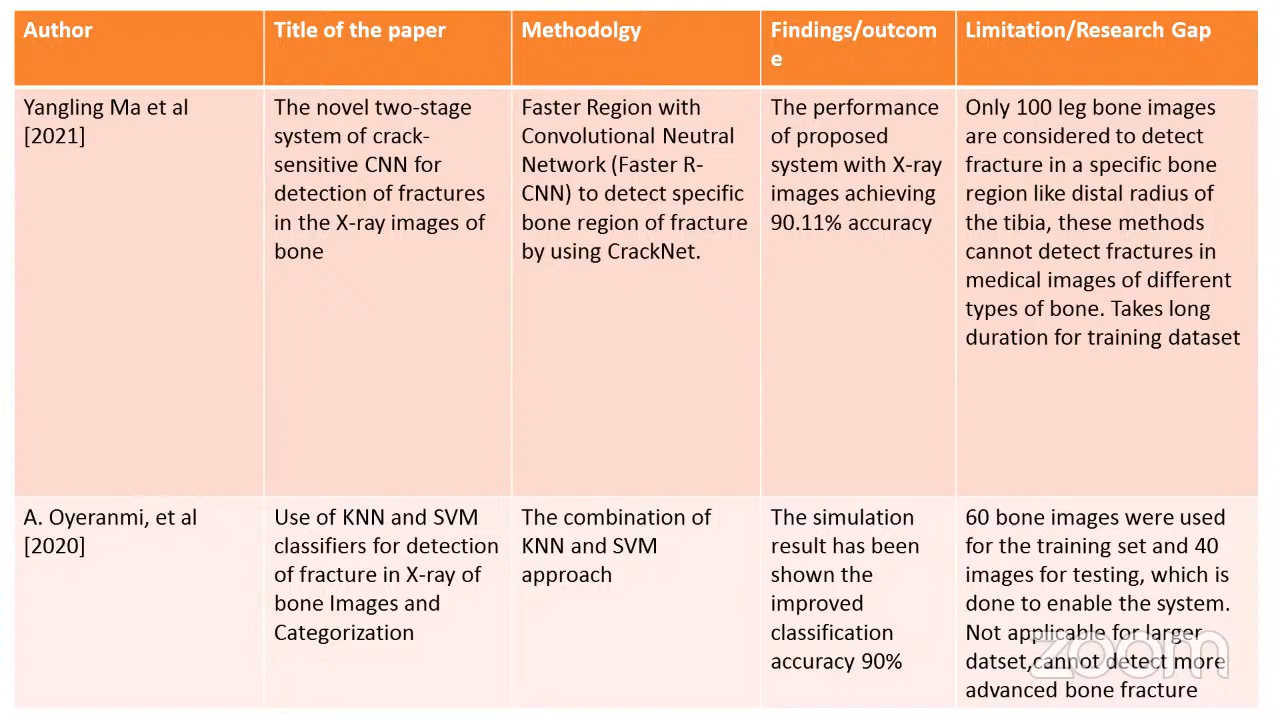 Author
Title of the paper
Methodolgy
Findings/outcom
e
Limitation/Research Gap
Yangling Ma et al
[2021]
The novel two-stage
system of crack-
sensitive CNN for
detection of fractures
in the X-ray images of
bone
Faster Region with
Convolutional Neutral
Network (Faster R-
CNN) to detect specific
bone region of fracture
by using CrackNet.
The performance
of proposed
system with X-ray
images achieving
90.11% accuracy
Only 100 leg bone images
are considered to detect
fracture in a specific bone
region like distal radius of
the tibia, these methods
cannot detect fractures in
medical images of different
types of bone. Takes long
duration for training dataset
A. Oyeranmi, et al
[2020]
Use of KNN and SVM
classifiers for detection
of fracture in X-ray of
bone Images and
Categorization
The combination of
KNN and SVM
approach
The simulation
result has been
shown the
improved
classification
accuracy 90%
60 bone images were used
for the training set and 40
images for testing, which is
done to enable the system.
Not applicable for larger
datset,cannot detect more
advanced bone fracture
zoom